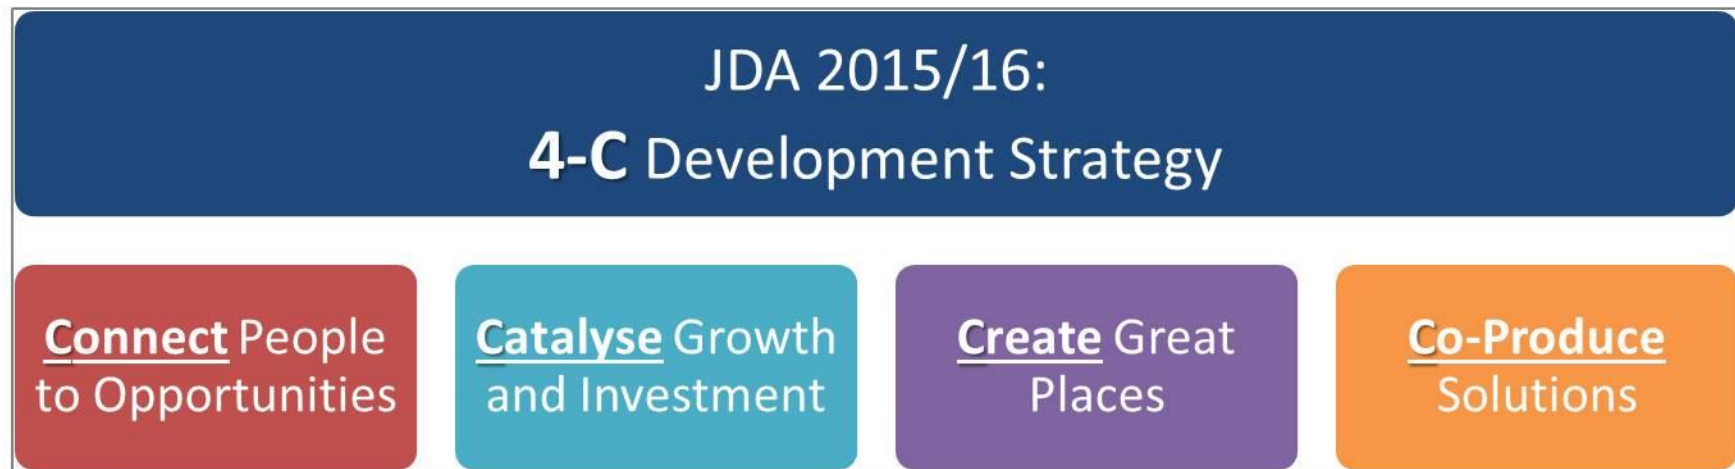 JDA 2015/16:
4-C Development Strategy
Connect People
to Opportunities
Catalyse Growth
and Investment
Create Great
Places
Co-Produce
Solutions